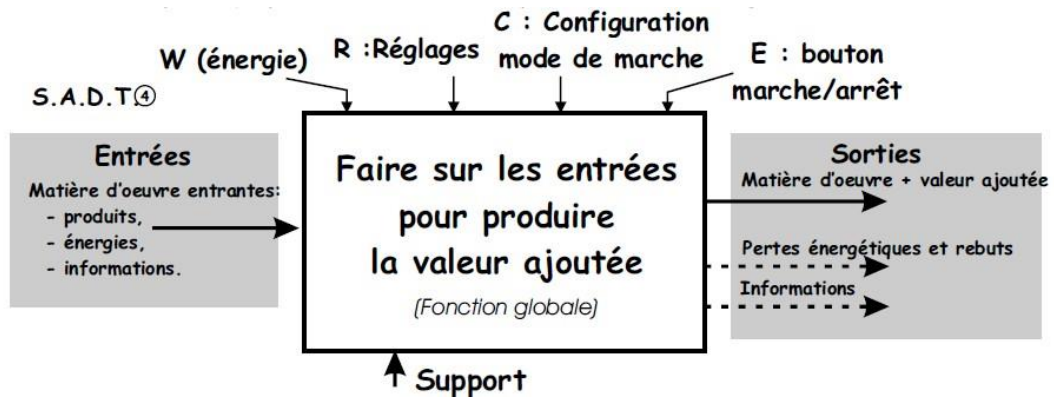 W (énergie)
R :Réglages
C : Configuration
mode de marche
E : bouton
marche/arrêt
S.A.D.T④
Entrées
Matière d'oeuvre entrantes:
- produits,
- énergies,
- informations.
Faire sur les entrées
pour produire
la valeur ajoutée
(Fonction globale)
Sorties
Matière d'oeuvre + valeur ajoutée
Pertes énergétiques et rebuts
Informations
Support